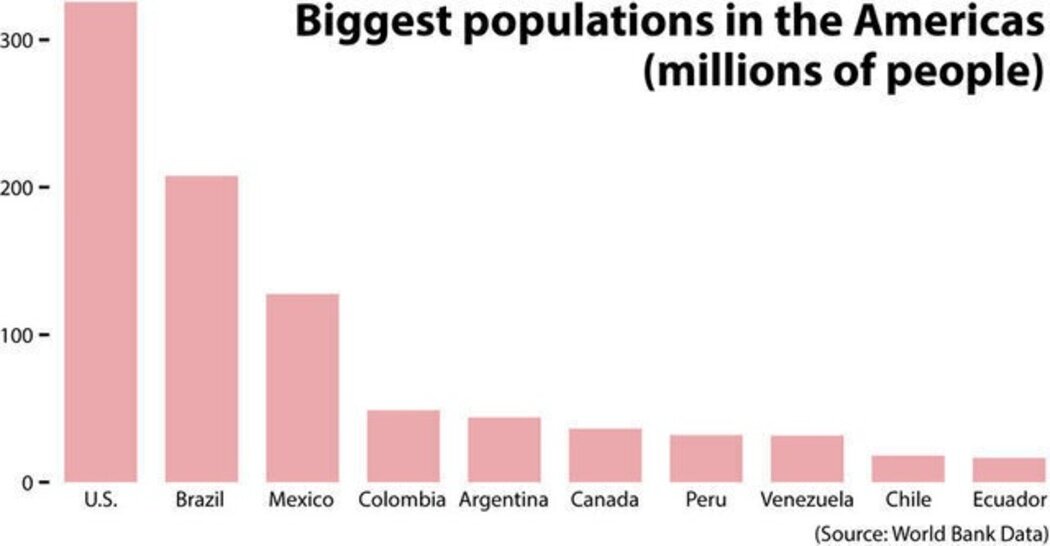 Biggest populations in the Americas
(millions of people)
300
200
100
0
U.S. Brazil Mexico Colombia Argentina Canada Peru Venezuela Chile Ecuador
(Source: World Bank Data)